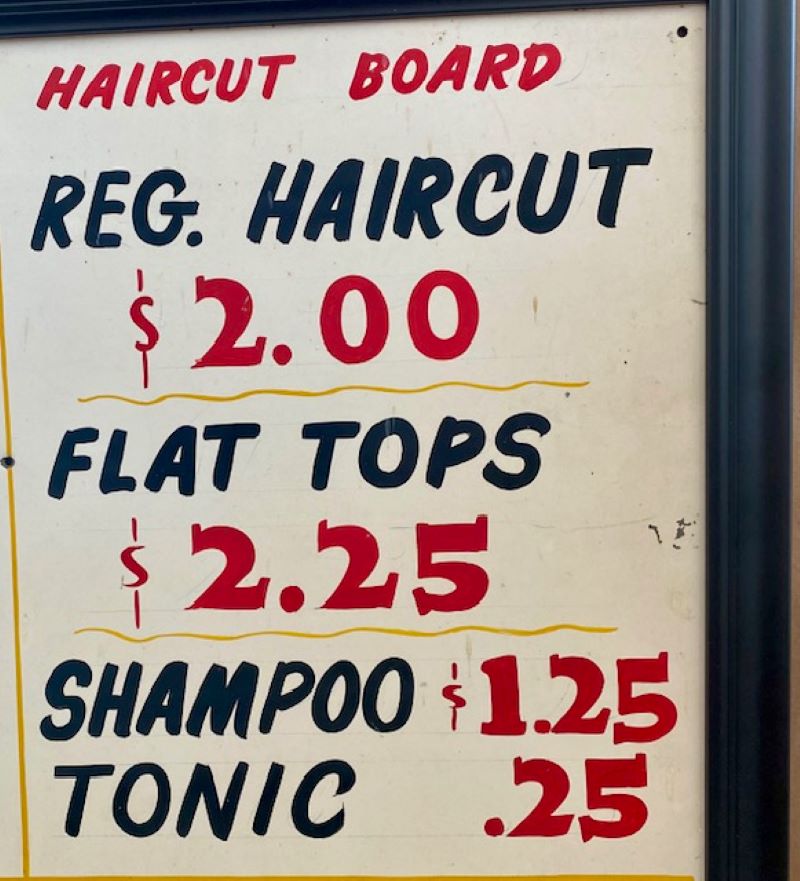 HAIRCUT BOARD
REG. HAIRCUT
$2.00
FLAT TOPS
$2.25
SHAMPOO $1.25
TONIC .25